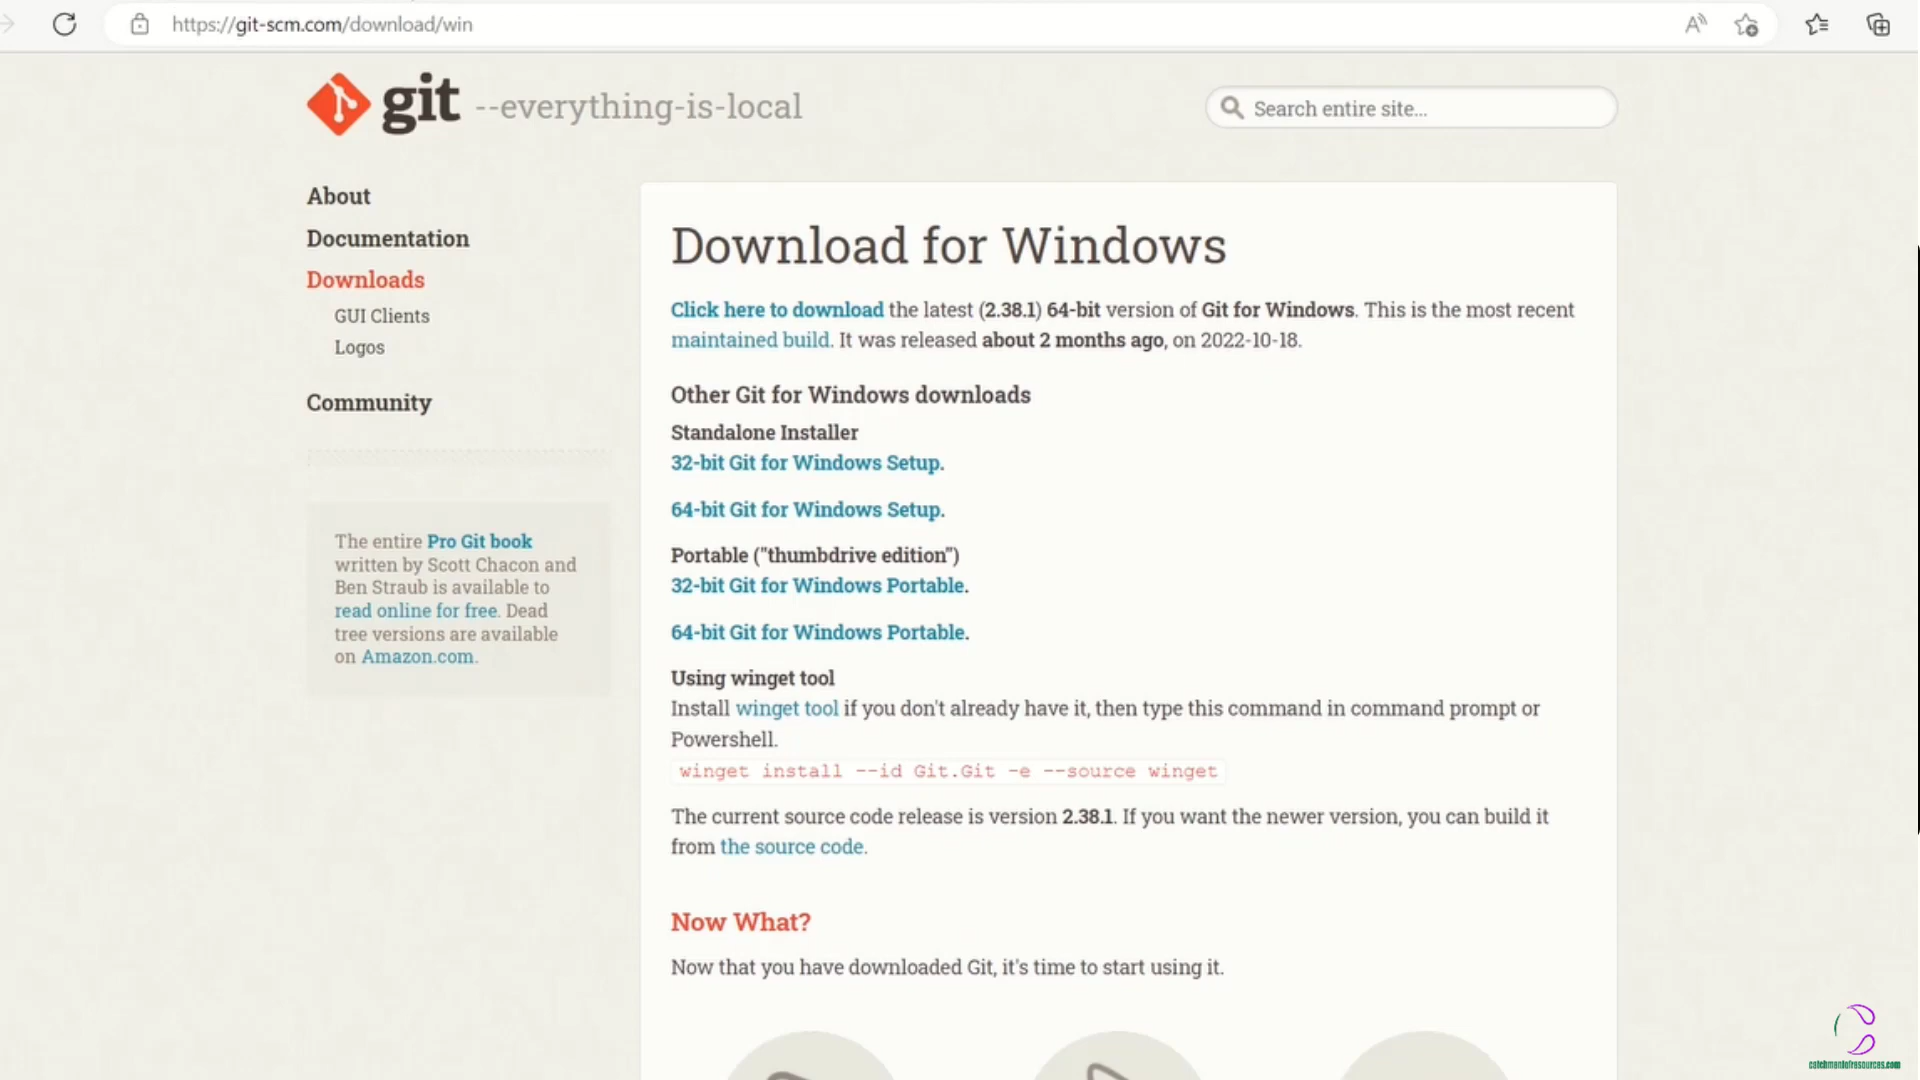 https://git-scm.com/download/win
git --everything-is-local
Search entire site...
About
Documentation
Downloads
GUI Clients
Logos
Community
The entire Pro Git book
written by Scott Chacon and
Ben Straub is available to
read online for free. Dead
tree versions are available
on Amazon.com.
Download for Windows
Click here to download the latest (2.38.1) 64-bit version of Git for Windows. This is the most recent
maintained build. It was released about 2 months ago, on 2022-10-18.
Other Git for Windows downloads
Standalone Installer
32-bit Git for Windows Setup.
64-bit Git for Windows Setup.
Portable ("thumbdrive edition")
32-bit Git for Windows Portable.
64-bit Git for Windows Portable.
Using winget tool
Install winget tool if you don't already have it, then type this command in command prompt or
Powershell.
winget install --id Git.Git -e --source winget
The current source code release is version 2.38.1. If you want the newer version, you can build it
from the source code.
Now What?
Now that you have downloaded Git, it's time to start using it.
catchmentofresources.com